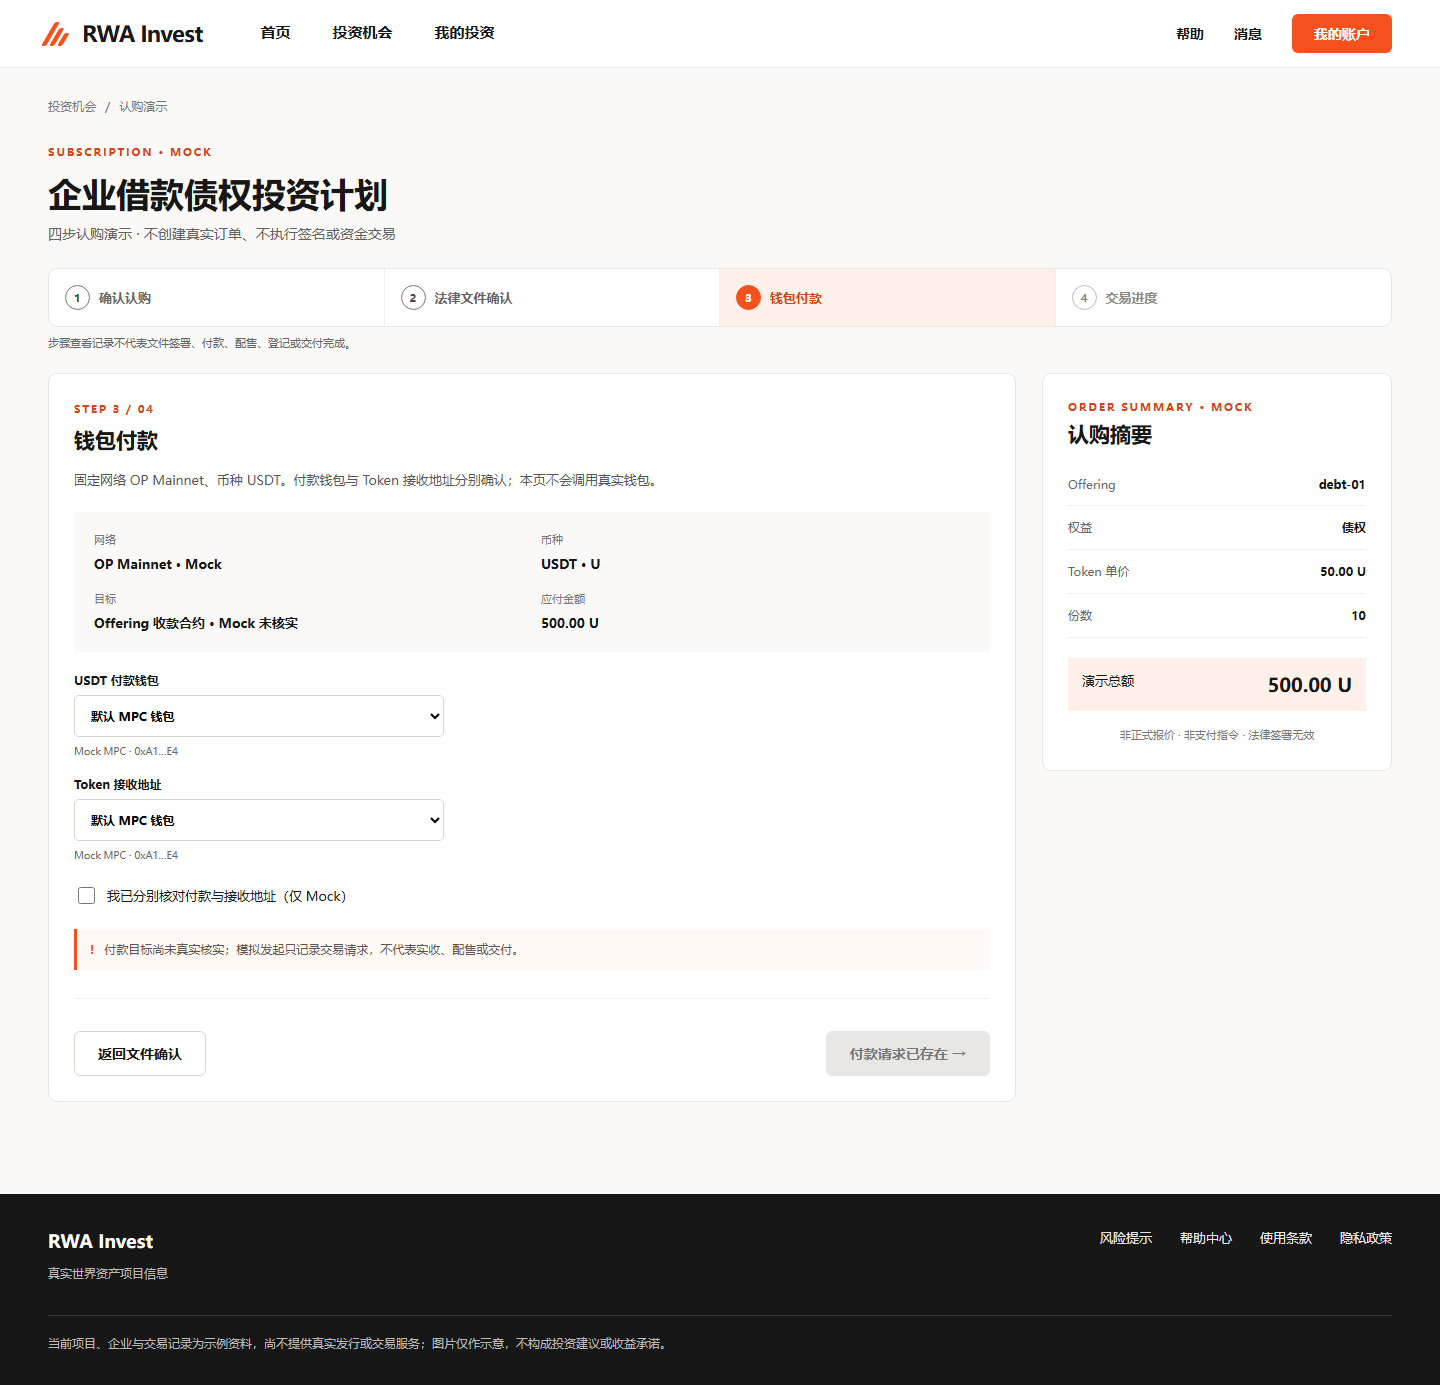 RWA Invest
首页
投资机会
我的投资
帮助
消息
我的账户
投资机会 / 认购演示
SUBSCRIPTION • MOCK
企业借款债权投资计划
四步认购演示 · 不创建真实订单、不执行签名或资金交易
1 确认认购
2 法律文件确认
3 钱包付款
4 交易进度
步骤查看记录不代表文件签署、付款、配售、登记或交付完成。
STEP 3 / 04
钱包付款
固定网络 OP Mainnet、币种 USDT。付款钱包与 Token 接收地址分别确认；本页不会调用真实钱包。
网络
OP Mainnet • Mock
币种
USDT • U
目标
Offering 收款合约 • Mock 未核实
应付金额
500.00 U
USDT 付款钱包
默认 MPC 钱包
Mock MPC · 0xA1…E4
Token 接收地址
默认 MPC 钱包
Mock MPC · 0xA1…E4
我已分别核对付款与接收地址（仅 Mock）
! 付款目标尚未真实核实；模拟发起只记录交易请求，不代表实收、配售或交付。
返回文件确认
付款请求已存在 →
ORDER SUMMARY • MOCK
认购摘要
Offering debt-01
权益 债权
Token 单价 50.00 U
份数 10
演示总额 500.00 U
非正式报价 · 非支付指令 · 法律签署无效
RWA Invest
真实世界资产项目信息
风险提示
帮助中心
使用条款
隐私政策
当前项目、企业与交易记录为示例资料，尚不提供真实发行或交易服务；图片仅作示意，不构成投资建议或收益承诺。